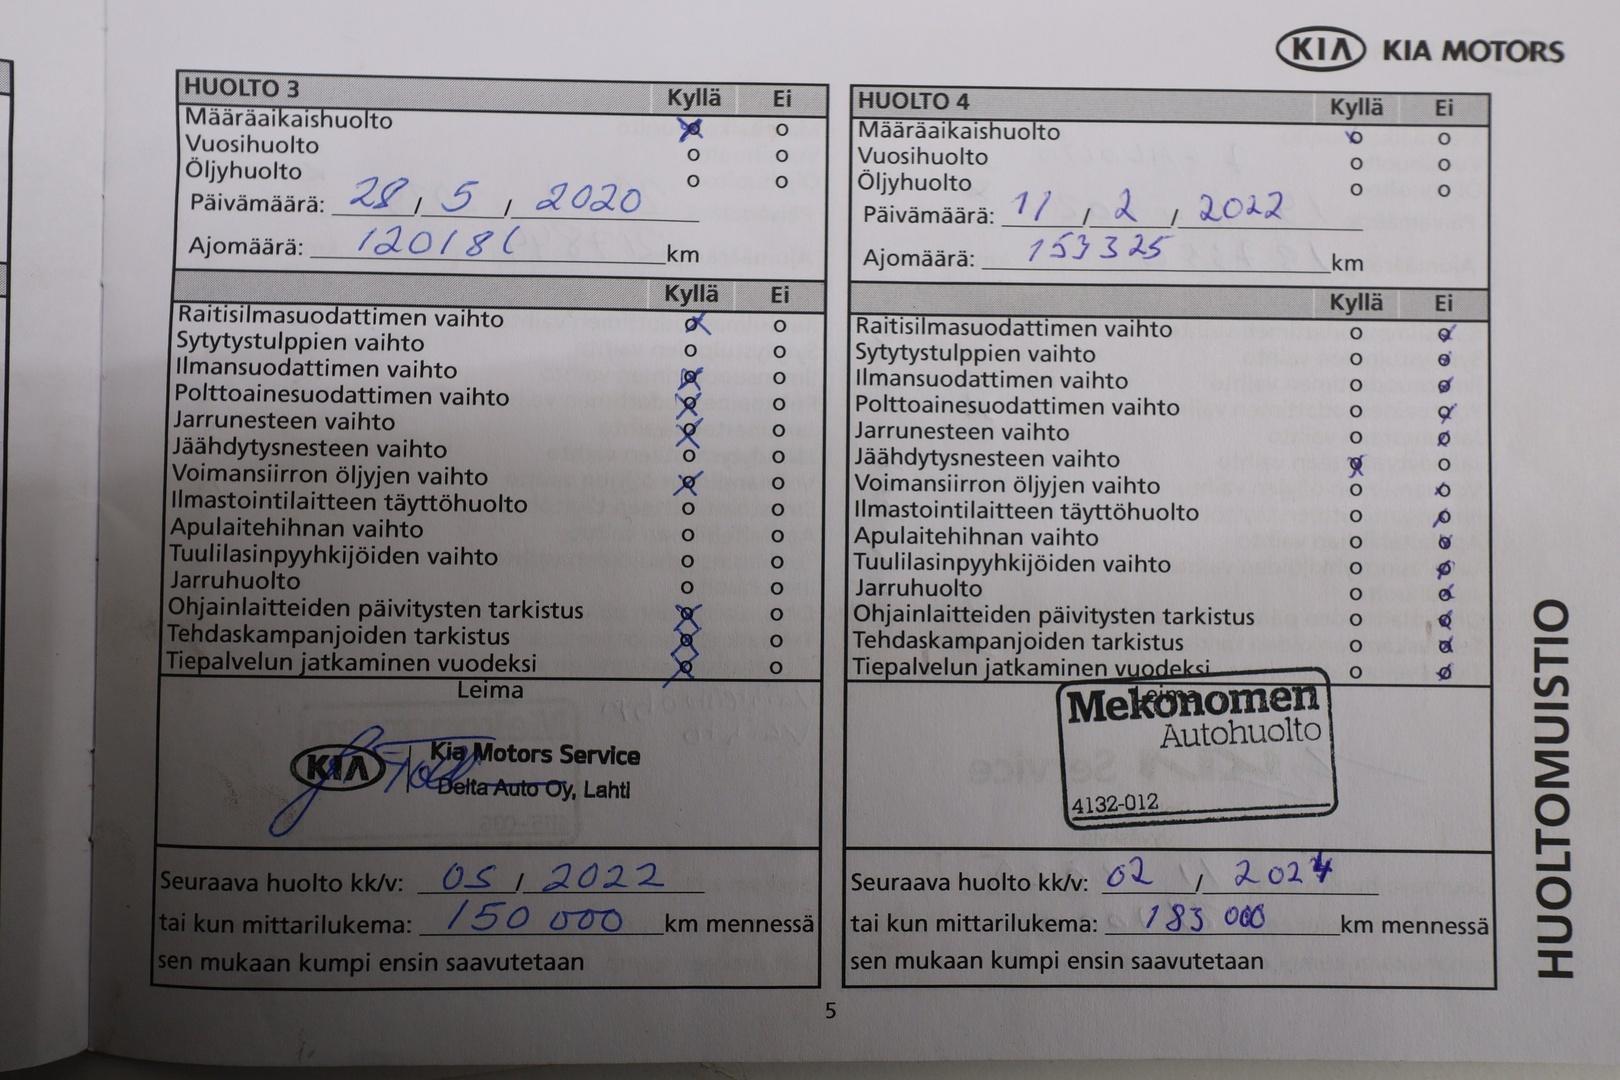 KIA KIA MOTORS
HUOLTO 3 Kyllä Ei
Määräaikaishuolto
Vuosihuolto
Öljyhuolto
Päivämäärä: 28 / 5 / 2020
Ajomäärä: 120186 km
Kyllä Ei
Raitisilmasuodattimen vaihto
Sytytystulppien vaihto
Ilmansuodattimen vaihto
Polttoainesuodattimen vaihto
Jarrunesteen vaihto
Jäähdytysnesteen vaihto
Voimansiirron öljyjen vaihto
Ilmastointilaitteen täyttöhuolto
Apulaitehihnan vaihto
Tuulilasinpyyhkijöiden vaihto
Jarruhuolto
Ohjainlaitteiden päivitysten tarkistus
Tehdaskampanjoiden tarkistus
Tiepalvelun jatkaminen vuodeksi
Leima
KIA Kia Motors Service
Delta Auto Oy, Lahti
Seuraava huolto kk/v: 05 / 2022
tai kun mittarilukema: 150 000 km mennessä
sen mukaan kumpi ensin saavutetaan
HUOLTO 4 Kyllä Ei
Määräaikaishuolto
Vuosihuolto
Öljyhuolto
Päivämäärä: 11 / 2 / 2022
Ajomäärä: 153325 km
Kyllä Ei
Raitisilmasuodattimen vaihto
Sytytystulppien vaihto
Ilmansuodattimen vaihto
Polttoainesuodattimen vaihto
Jarrunesteen vaihto
Jäähdytysnesteen vaihto
Voimansiirron öljyjen vaihto
Ilmastointilaitteen täyttöhuolto
Apulaitehihnan vaihto
Tuulilasinpyyhkijöiden vaihto
Jarruhuolto
Ohjainlaitteiden päivitysten tarkistus
Tehdaskampanjoiden tarkistus
Tiepalvelun jatkaminen vuodeksi
Leima
Mekonomen
Autohuolto
4132-012
Seuraava huolto kk/v: 02 / 2024
tai kun mittarilukema: 183 000 km mennessä
sen mukaan kumpi ensin saavutetaan
HUOLTOMUISTIO
5